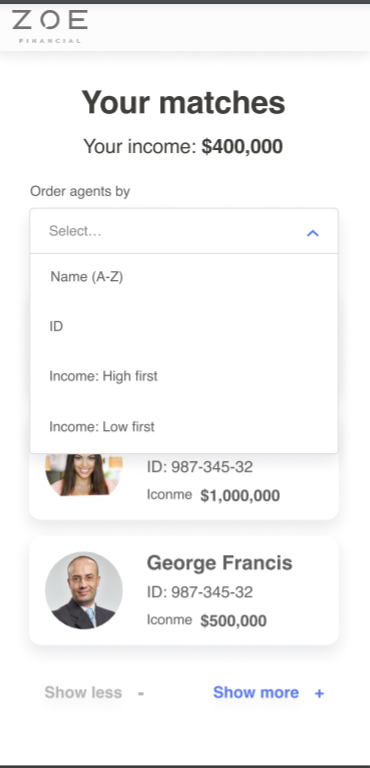 ZOE
FINANCIAL
Your matches
Your income: $400,000
Order agents by
Select...
Name (A-Z)
ID
Income: High first
Income: Low first
ID: 987-345-32
Iconme $1,000,000
George Francis
ID: 987-345-32
Iconme $500,000
Show less - Show more +